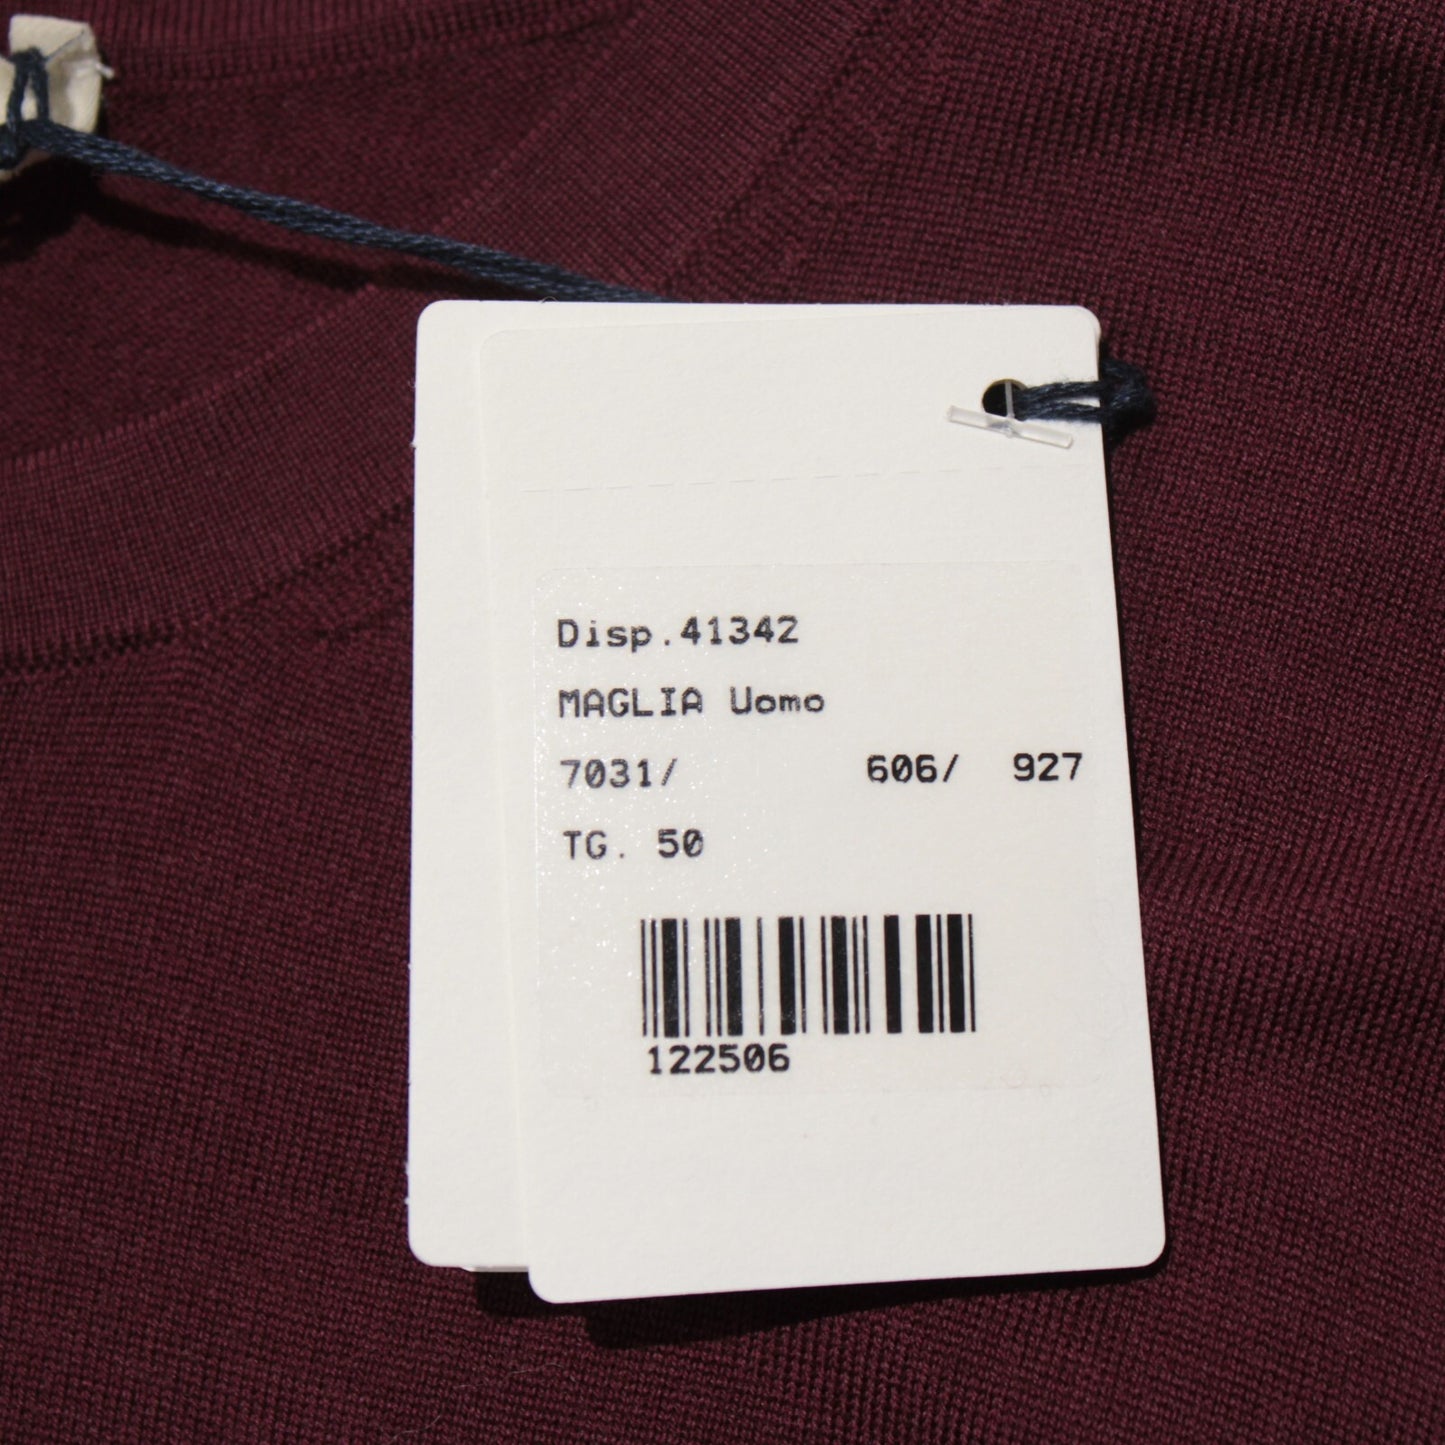 Disp.41342
MAGLIA Uomo
7031/ 606/ 927
TG. 50
122506